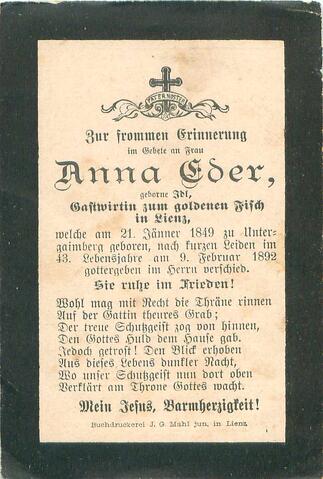 PATER NOSTER
Zur frommen Erinnerung
im Gebete an Frau
Anna Eder,
geborne Idl,
Gastwirtin zum goldenen Fisch
in Lienz,
welche am 21. Jänner 1849 zu Unter-
gaimberg geboren, nach kurzen Leiden im
43. Lebensjahre am 9. Februar 1892
gottergeben im Herrn verschied.
Sie ruhe im Frieden!
Wohl mag mit Recht die Thräne rinnen
Auf der Gattin theures Grab;
Der treue Schutzgeist zog von hinnen,
Den Gottes Huld dem Hause gab.
Jedoch getrost! Den Blick erhoben
Aus dieses Lebens dunkler Nacht,
Wo unser Schutzgeist nun dort oben
Verklärt am Throne Gottes wacht.
Mein Jesus, Barmherzigkeit!
Buchdruckerei J. G. Mahl jun. in Lienz.